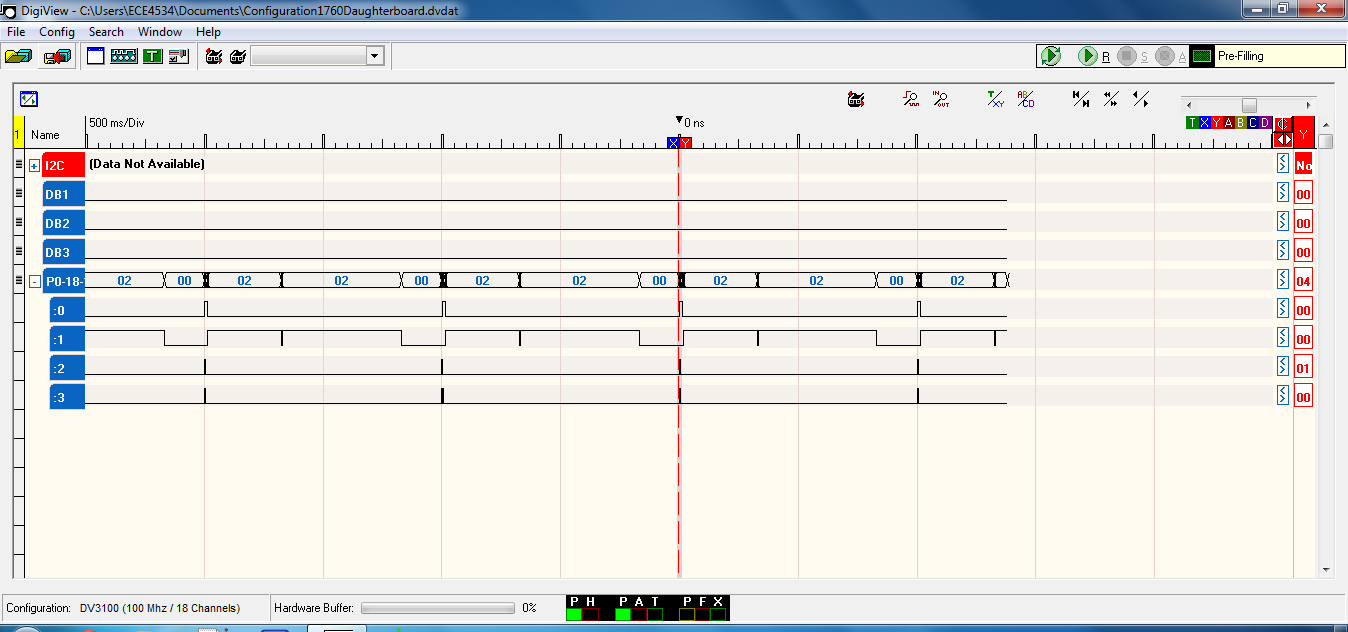 DigiView - C:\Users\ECE4534\Documents\Configuration1760Daughterboard.dvdat
File Config Search Window Help
R S A Pre-Filling
T X Y A B C D
1 Name 500 ms/Div 0 ns Y
X Y
I2C (Data Not Available) No
DB1 00
DB2 00
DB3 00
P0-18- 02 00 02 02 00 02 02 00 02 02 00 02 04
:0 00
:1 00
:2 01
:3 00
Configuration: DV3100 (100 Mhz / 18 Channels) Hardware Buffer: 0% P H P A T P F X